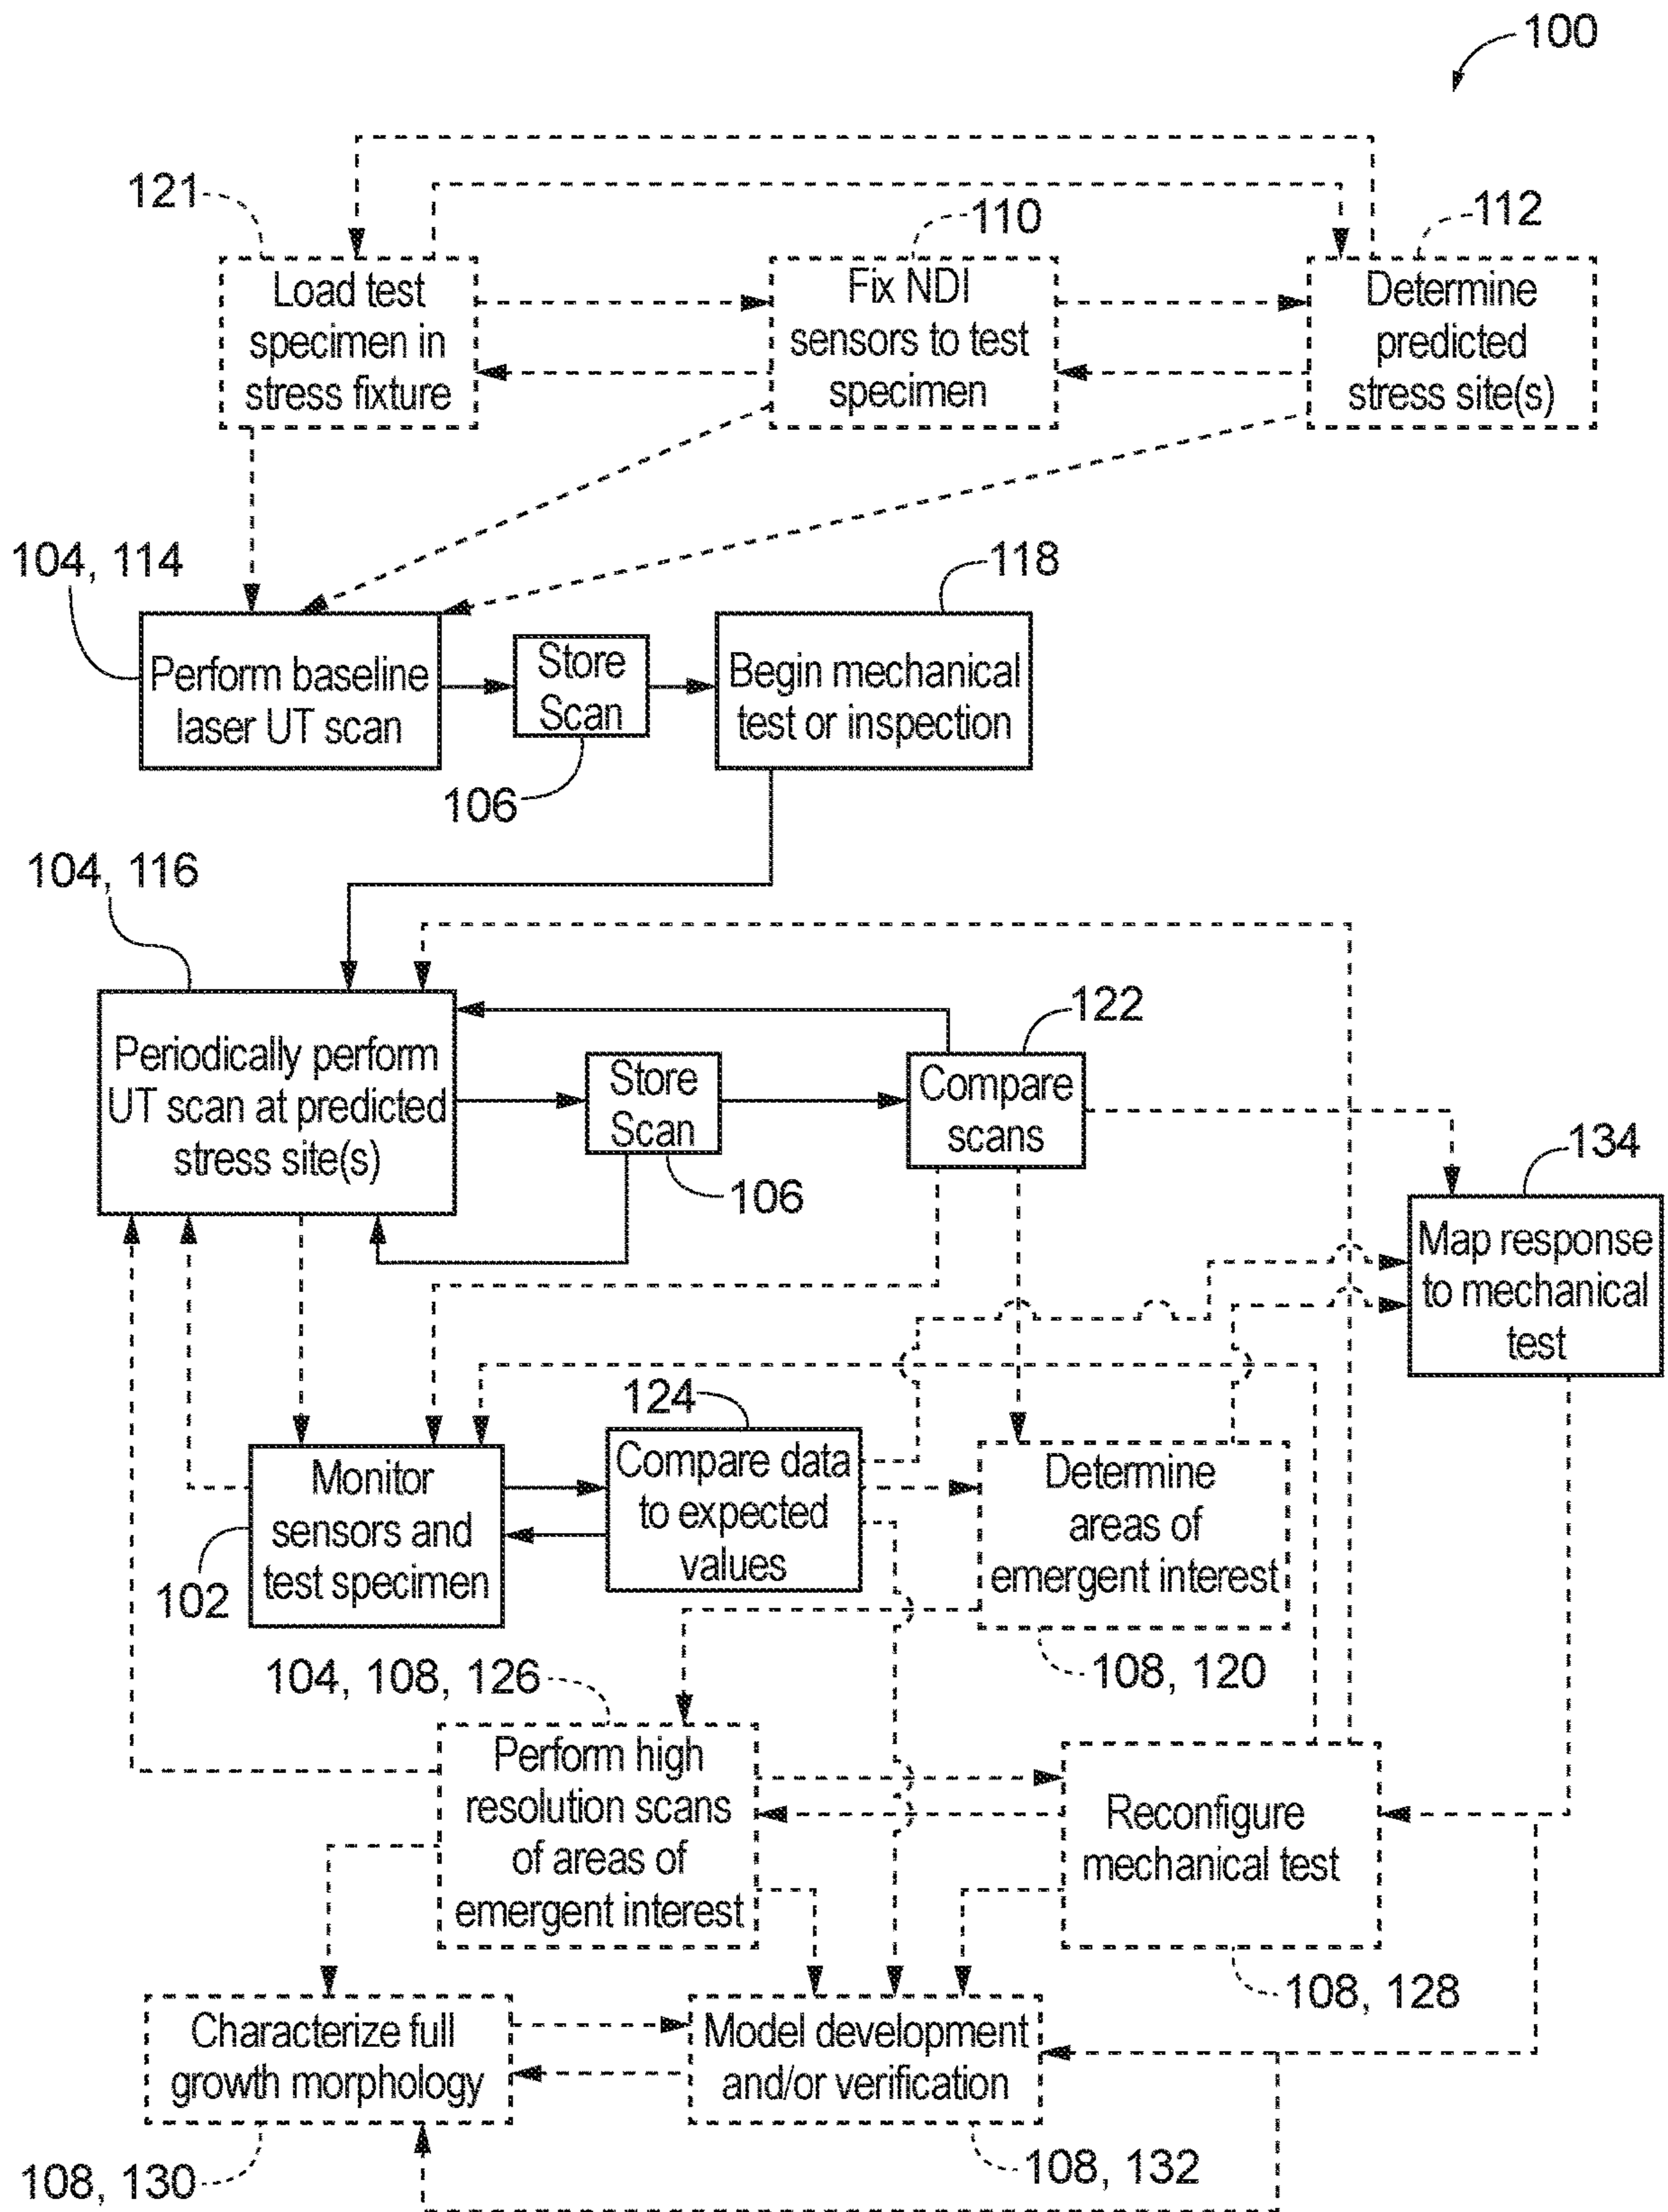 100
121
110
112
Load test
specimen in
stress fixture
Fix NDI
sensors to test
specimen
Determine
predicted
stress site(s)
104, 114
118
Perform baseline
laser UT scan
Store
Scan
Begin mechanical
test or inspection
106
104, 116
122
Periodically perform
UT scan at predicted
stress site(s)
Store
Scan
Compare
scans
134
106
Map response
to mechanical
test
124
Monitor
sensors and
test specimen
Compare data
to expected
values
Determine
areas of
emergent interest
102
104, 108, 126
108, 120
Perform high
resolution scans
of areas of
emergent interest
Reconfigure
mechanical test
108, 128
Characterize full
growth morphology
Model development
and/or verification
108, 130
108, 132